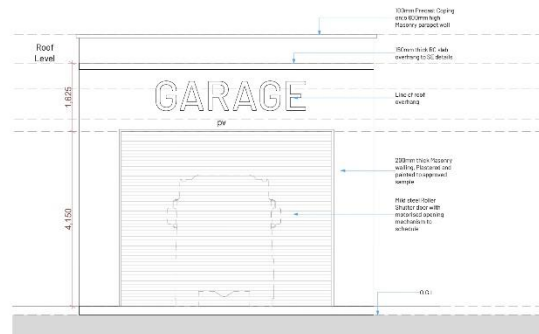 100mm Precast Coping
onto 600mm high
Masonry parapet wall
Roof
Level
150mm thick RC slab
overhang to SE details
1,625
GARAGE
Line of roof
overhang
pv
200mm thick Masonry
walling. Plastered and
painted to approved
sample
Mild steel Roller
Shutter door with
motorised opening
mechanism to
schedule
4,150